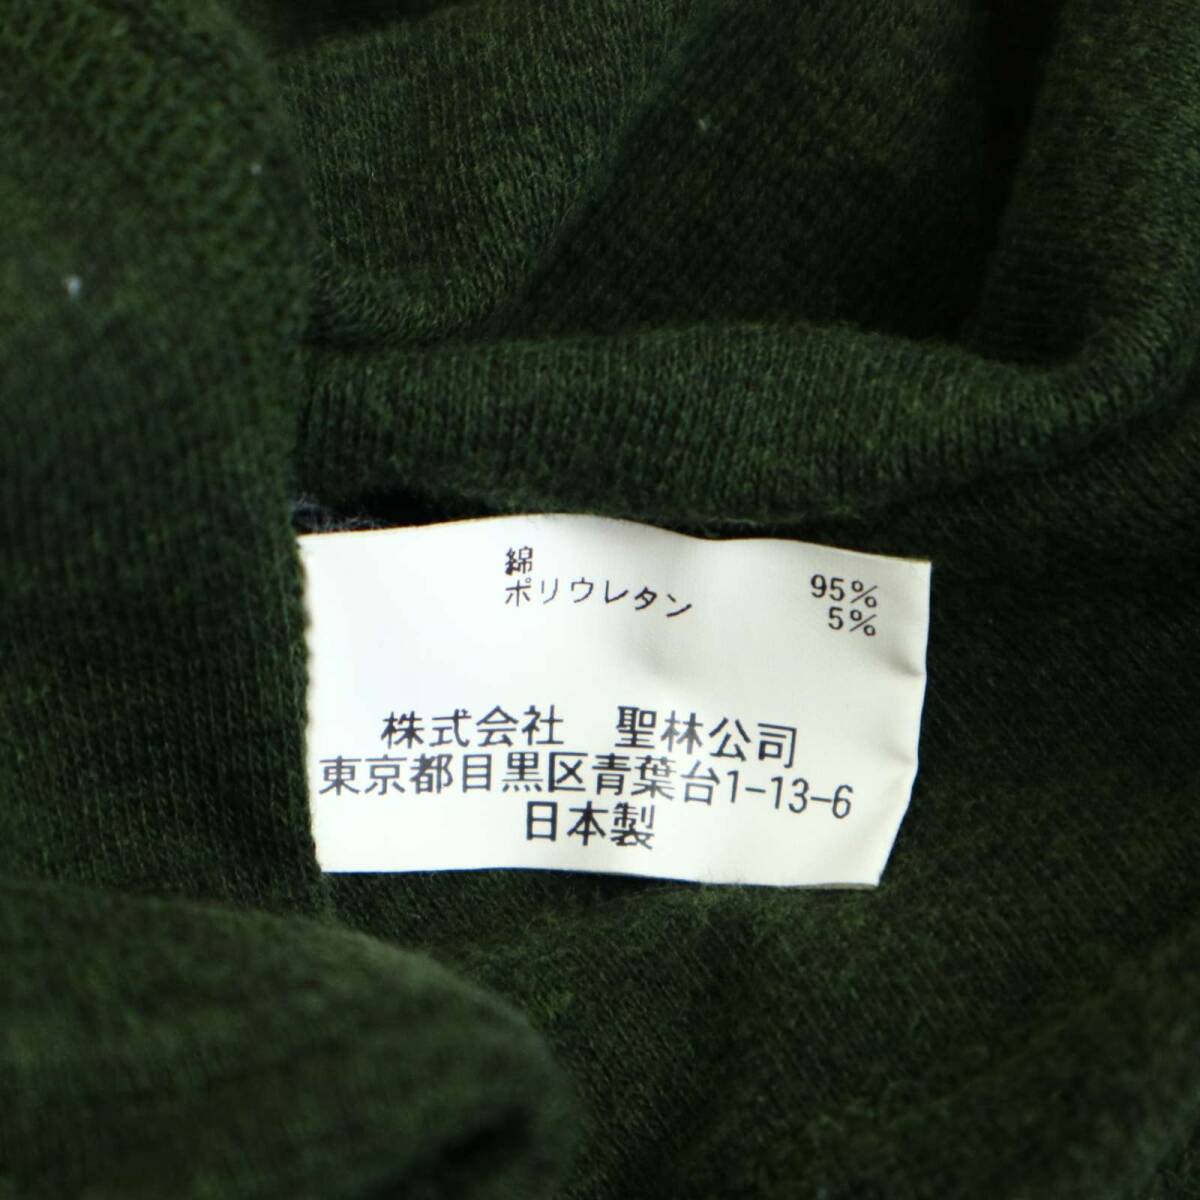 綿 95%
ポリウレタン 5%
株式会社 聖林公司
東京都目黒区青葉台1-13-6
日本製